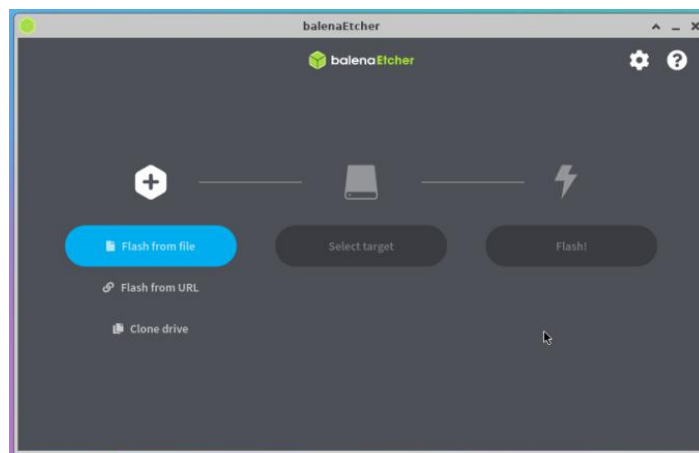 balenaEtcher
balenaEtcher
Flash from file
Select target
Flash!
Flash from URL
Clone drive